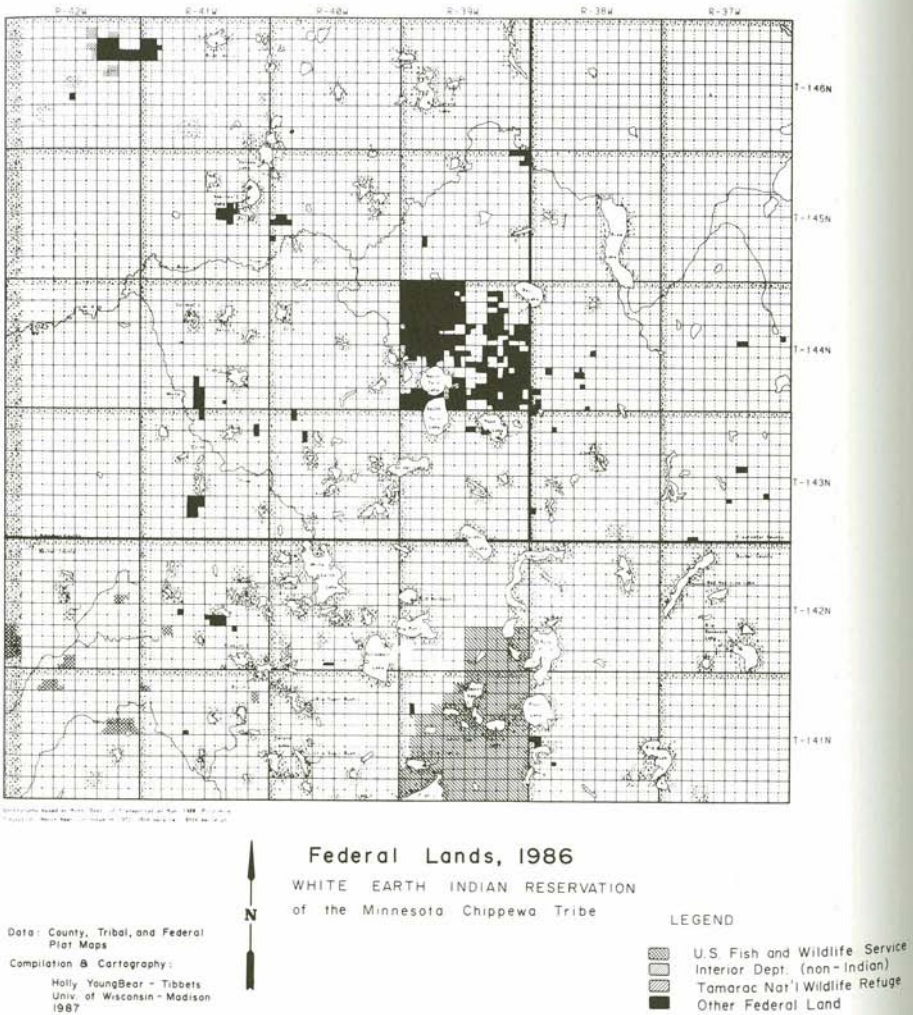 R-42W R-41W R-40W R-39W R-38W R-37W
T-146N
T-145N
T-144N
T-143N
T-142N
T-141N
Federal Lands, 1986
WHITE EARTH INDIAN RESERVATION
of the Minnesota Chippewa Tribe
N
Data: County, Tribal, and Federal
Plat Maps
Compilation & Cartography:
Holly YoungBear-Tibbets
Univ. of Wisconsin-Madison
1987
LEGEND
U.S. Fish and Wildlife Service
Interior Dept. (non-Indian)
Tamarac Nat'l Wildlife Refuge
Other Federal Land